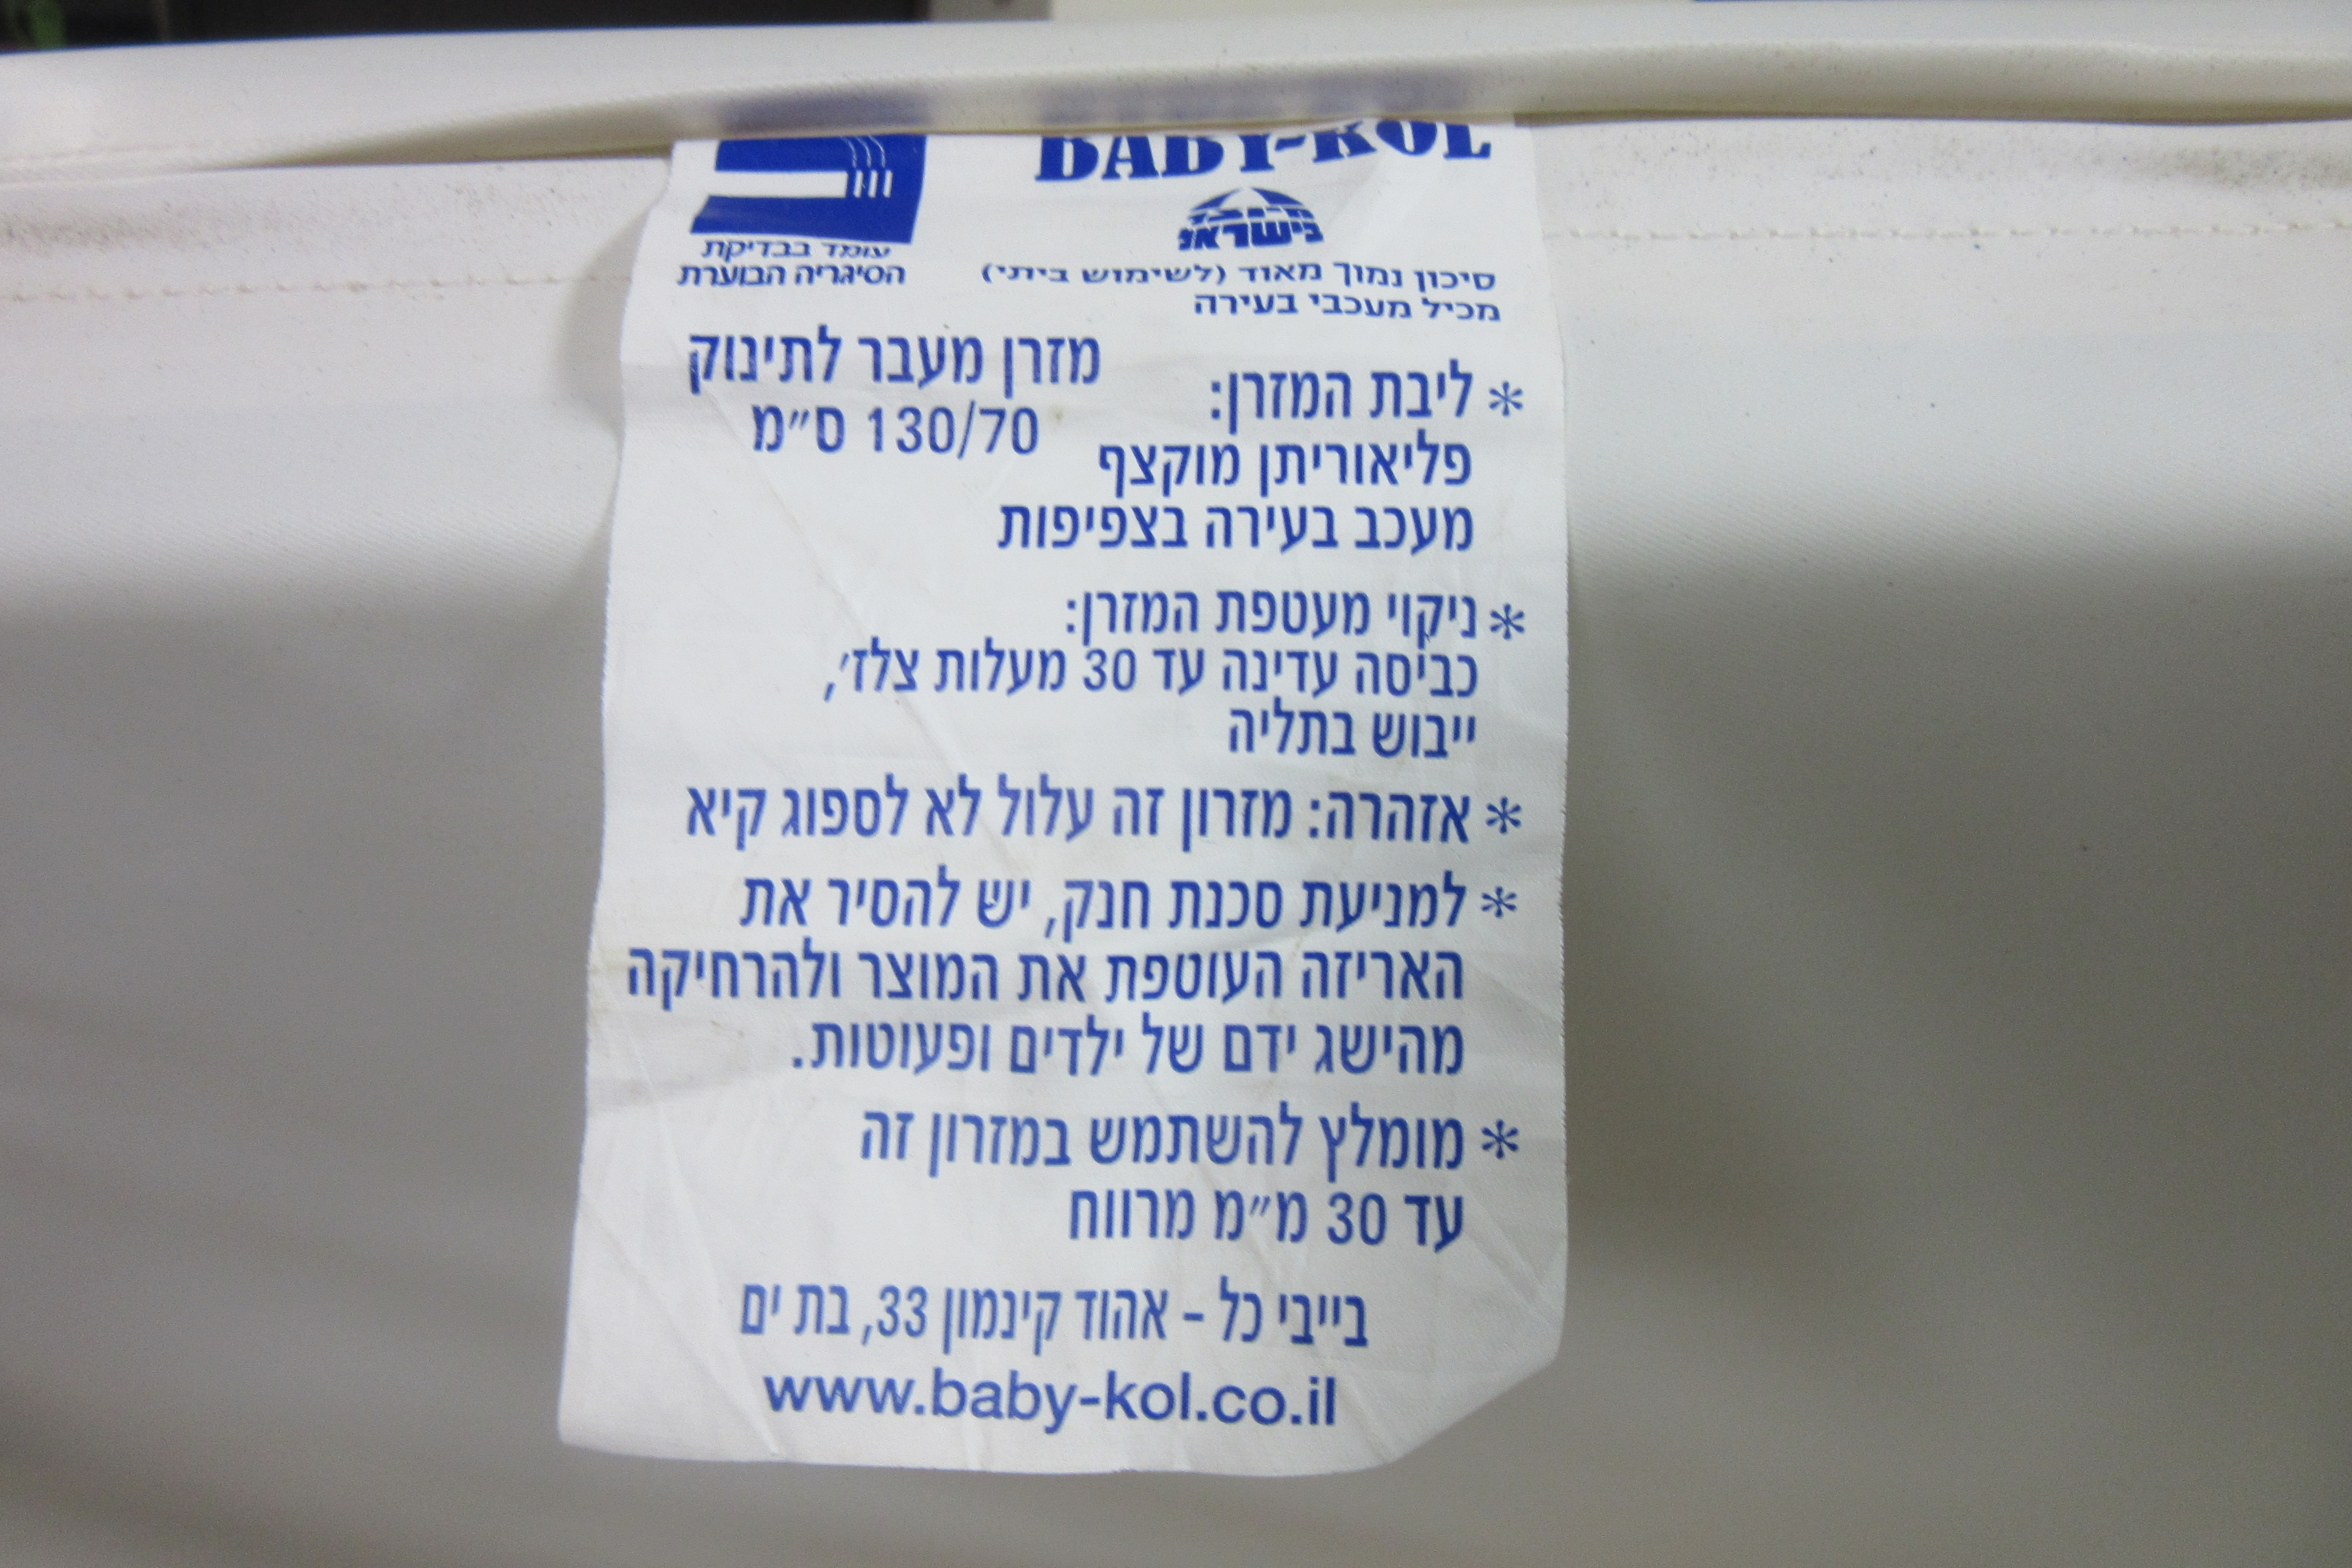 BABY-KOL
מיוצר
בישראל
עומד בבדיקת
הסיגריה הבוערת
סיכון נמוך מאוד (לשימוש ביתי)
מכיל מעכבי בעירה
מזרן מעבר לתינוק
130/70 ס״מ
* ליבת המזרן:
פליאוריתן מוקצף
מעכב בעירה בצפיפות
* ניקוי מעטפת המזרן:
כביסה עדינה עד 30 מעלות צלז׳,
ייבוש בתליה
* אזהרה: מזרון זה עלול לא לספוג קיא
* למניעת סכנת חנק, יש להסיר את
האריזה העוטפת את המוצר ולהרחיקה
מהישג ידם של ילדים ופעוטות.
* מומלץ להשתמש במזרון זה
עד 30 מ״מ מרווח
בייבי כל - אהוד קינמון 33, בת ים
www.baby-kol.co.il